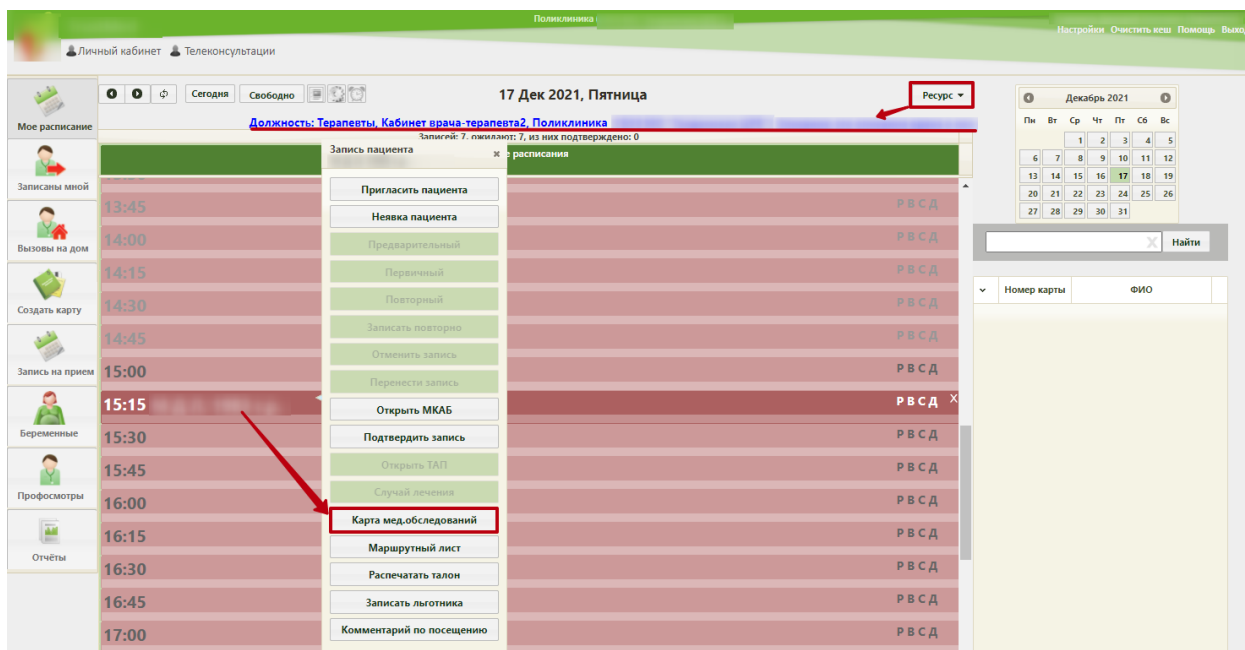 Поликлиника
Настройки Очистить кеш Помощь Выхо
Личный кабинет Телеконсультации
Сегодня Свободно 17 Дек 2021, Пятница Ресурс
Должность: Терапевты, Кабинет врача-терапевта2, Поликлиника
Записей: 7, ожидают: 7, из них подтверждено: 0
е расписания
Мое расписание
Записаны мной
Вызовы на дом
Создать карту
Запись на прием
Беременные
Профосмотры
Отчёты
13:45 Р В С Д
14:00 Р В С Д
14:15 Р В С Д
14:30 Р В С Д
14:45 Р В С Д
15:00 Р В С Д
15:15 Р В С Д X
15:30 Р В С Д
15:45 Р В С Д
16:00 Р В С Д
16:15 Р В С Д
16:30 Р В С Д
16:45 Р В С Д
17:00 Р В С Д
Запись пациента
Пригласить пациента
Неявка пациента
Предварительный
Первичный
Повторный
Записать повторно
Отменить запись
Перенести запись
Открыть МКАБ
Подтвердить запись
Открыть ТАП
Случай лечения
Карта мед.обследований
Маршрутный лист
Распечатать талон
Записать льготника
Комментарий по посещению
Декабрь 2021
Пн Вт Ср Чт Пт Сб Вс
1 2 3 4 5
6 7 8 9 10 11 12
13 14 15 16 17 18 19
20 21 22 23 24 25 26
27 28 29 30 31
X Найти
Номер карты ФИО